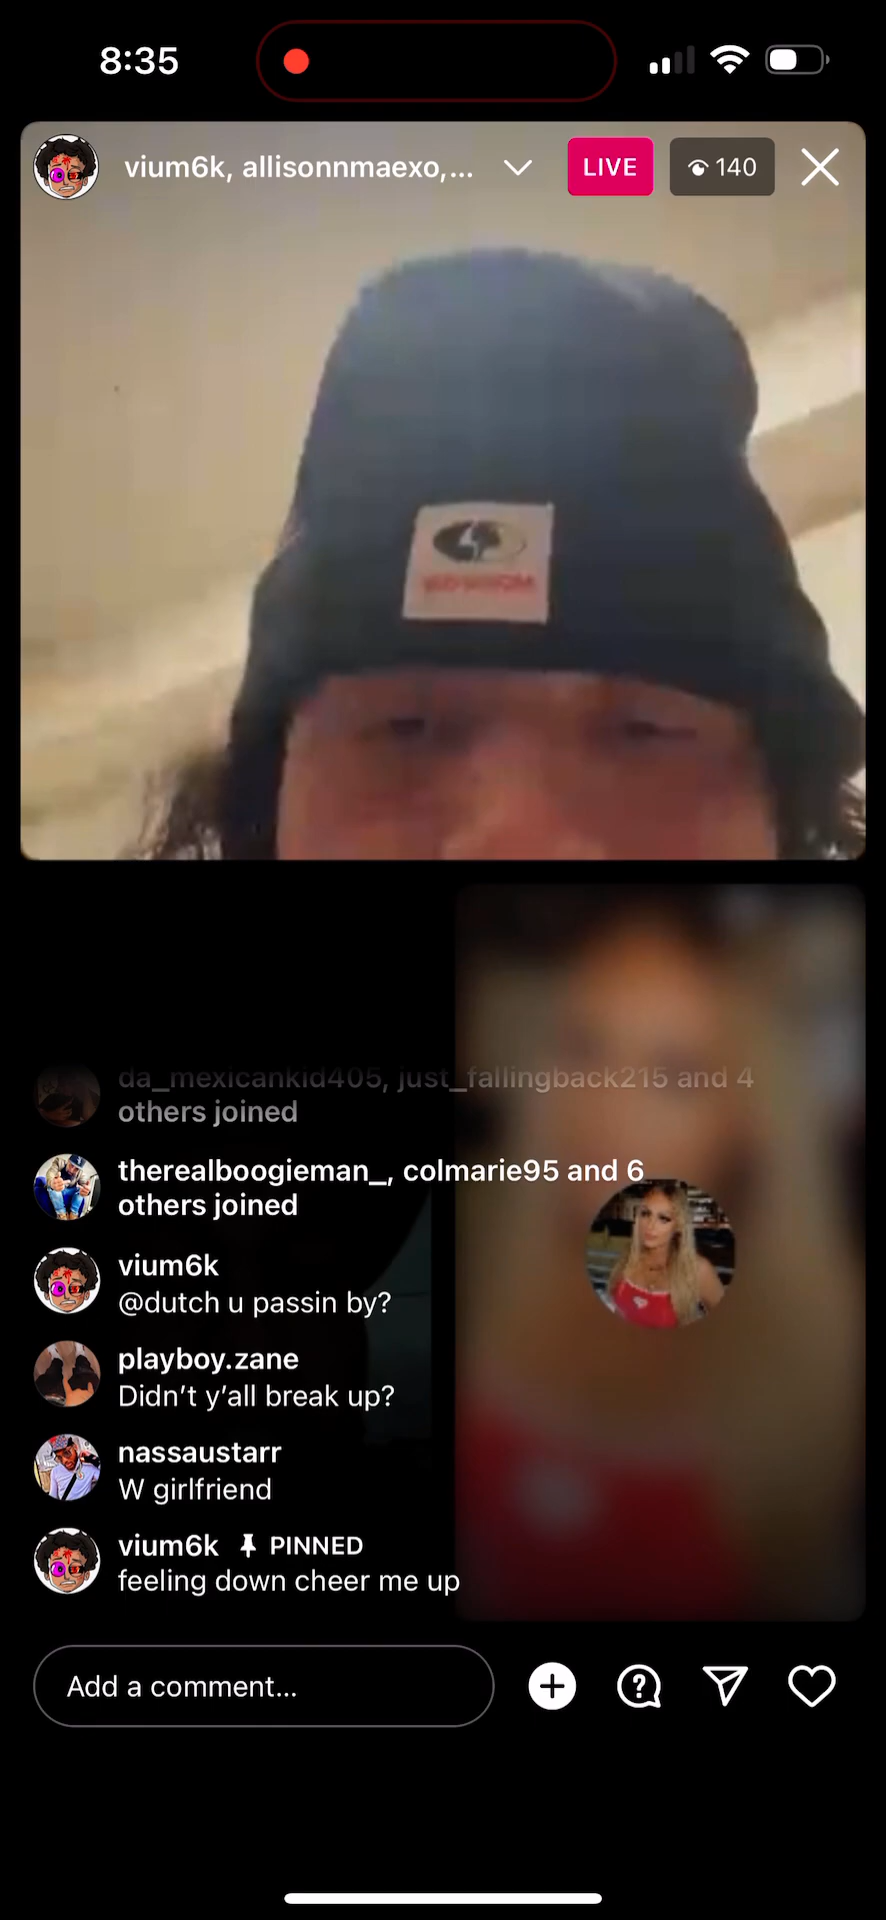 8:35
vium6k, allisonnmaexo,...
LIVE
140
da_mexicankid405, just_fallingback215 and 4
others joined
therealboogieman_, colmarie95 and 6
others joined
vium6k
@dutch u passin by?
playboy.zane
Didn't y'all break up?
nassaustarr
W girlfriend
vium6k PINNED
feeling down cheer me up
Add a comment...